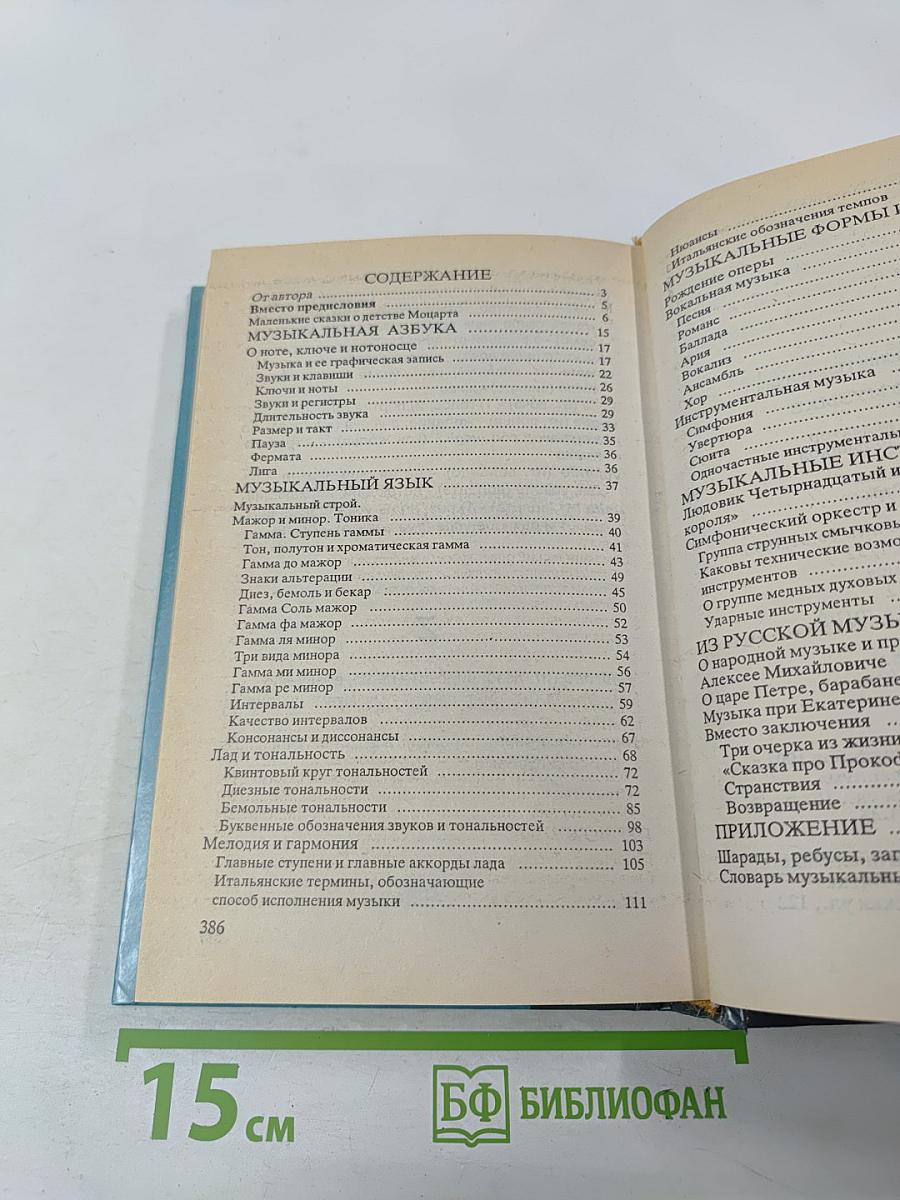 СОДЕРЖАНИЕ
От автора 3
Вместо предисловия 5
Маленькие сказки о детстве Моцарта 6
МУЗЫКАЛЬНАЯ АЗБУКА 15
О ноте, ключе и нотоносце 17
Музыка и ее графическая запись 17
Звуки и клавиши 22
Ключи и ноты 26
Звуки и регистры 29
Длительность звука 29
Размер и такт 33
Пауза 35
Фермата 36
Лига 36
МУЗЫКАЛЬНЫЙ ЯЗЫК 37
Музыкальный строй.
Мажор и минор. Тоника 39
Гамма. Ступень гаммы 40
Тон, полутон и хроматическая гамма 41
Гамма до мажор 43
Знаки альтерации 49
Диез, бемоль и бекар 45
Гамма Соль мажор 50
Гамма фа мажор 52
Гамма ля минор 53
Три вида минора 54
Гамма ми минор 56
Гамма ре минор 57
Интервалы 59
Качество интервалов 62
Консонансы и диссонансы 67
Лад и тональность 68
Квинтовый круг тональностей 72
Диезные тональности 72
Бемольные тональности 85
Буквенные обозначения звуков и тональностей 98
Мелодия и гармония 103
Главные ступени и главные аккорды лада 105
Итальянские термины, обозначающие
способ исполнения музыки 111
386
Нюансы
Итальянские обозначения темпов
МУЗЫКАЛЬНЫЕ ФОРМЫ И
Рождение оперы
Вокальная музыка
Песня
Романс
Баллада
Ария
Вокализ
Ансамбль
Хор
Инструментальная музыка
Симфония
Увертюра
Сюита
Одночастные инструменталь
МУЗЫКАЛЬНЫЕ ИНСТ
Людовик Четырнадцатый и
короля»
Симфонический оркестр и
Группа струнных смычковы
Каковы технические возмо
инструментов
О группе медных духовых
Ударные инструменты
ИЗ РУССКОЙ МУЗЫ
О народной музыке и пр
Алексее Михайловиче
О царе Петре, барабане
Музыка при Екатерине
Вместо заключения
Три очерка из жизни
«Сказка про Прокоф
Странствия
Возвращение
ПРИЛОЖЕНИЕ
Шарады, ребусы, заг
Словарь музыкальны
15 см
БФ БИБЛИОФАН